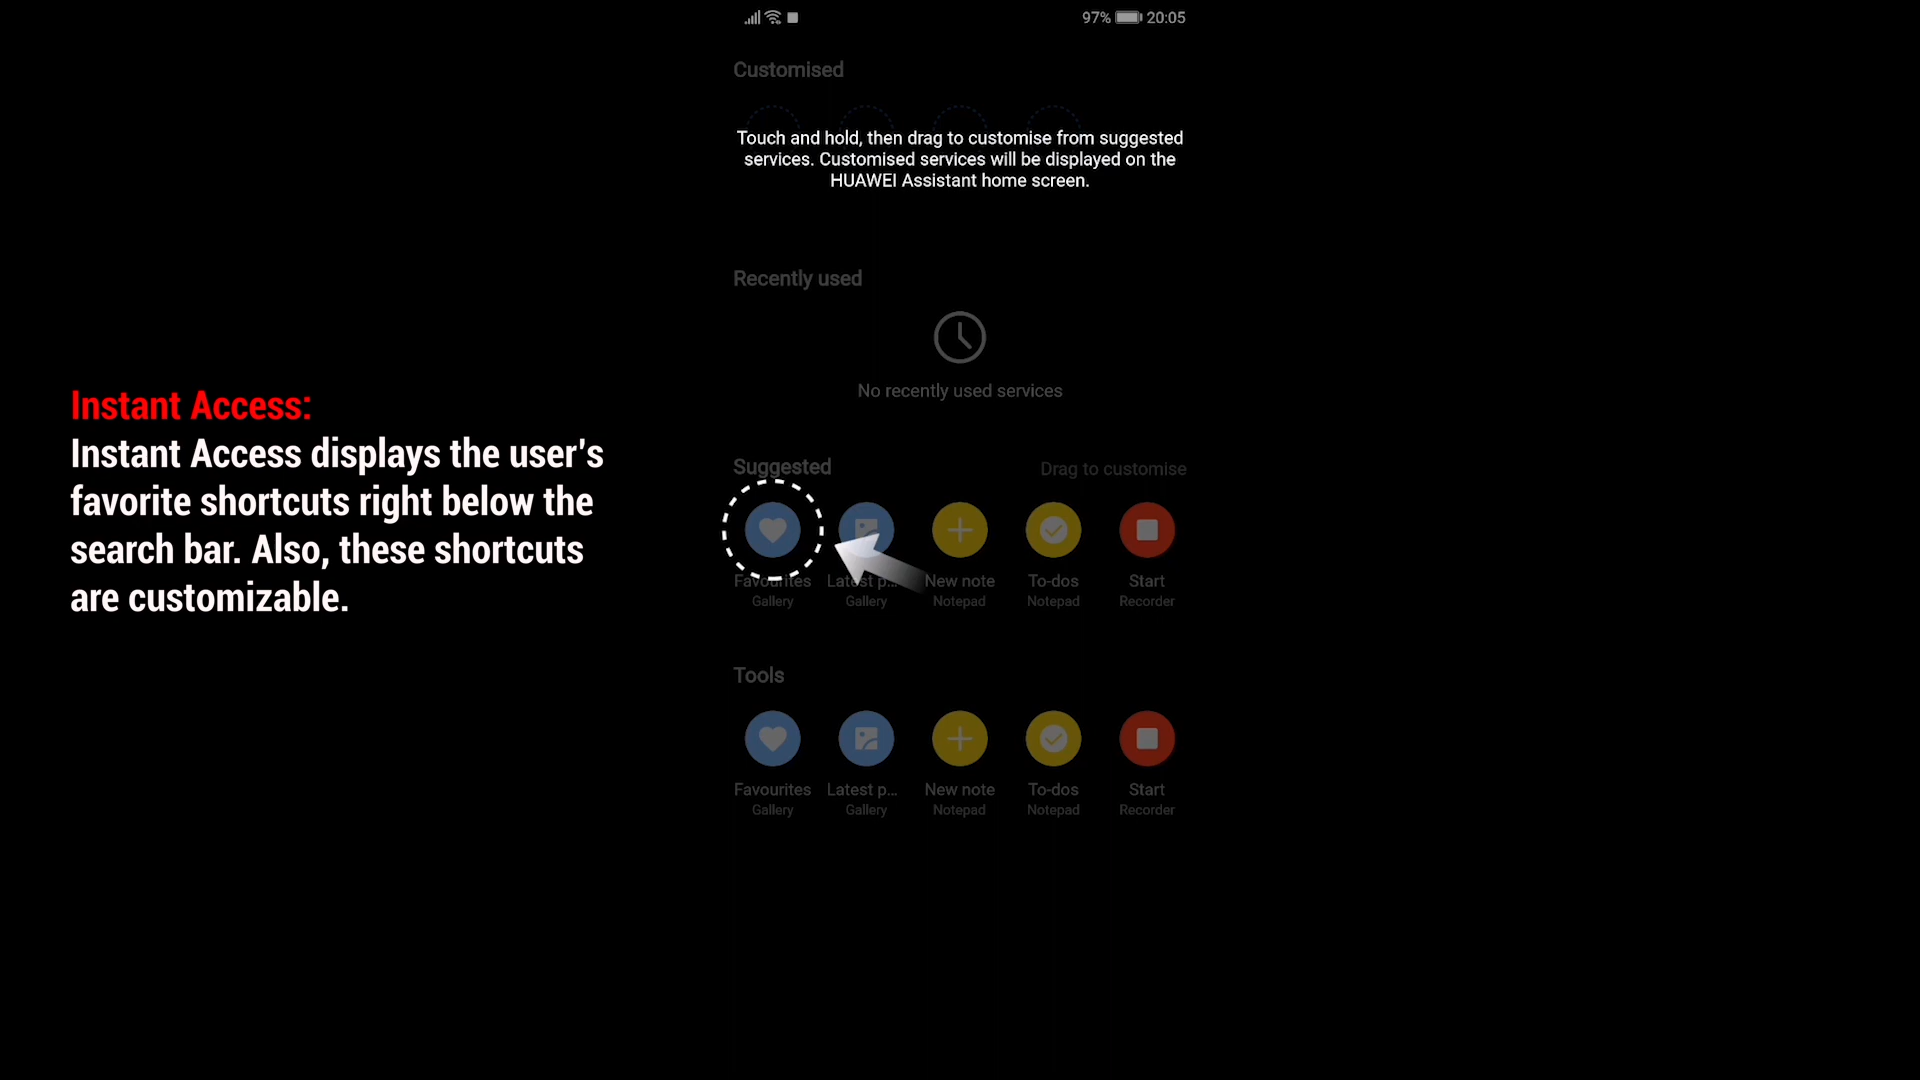 97% 20:05
Customised
Touch and hold, then drag to customise from suggested
services. Customised services will be displayed on the
HUAWEI Assistant home screen.
Recently used
No recently used services
Instant Access:
Instant Access displays the user's
favorite shortcuts right below the
search bar. Also, these shortcuts
are customizable.
Suggested Drag to customise
Favourites Latest p... New note To-dos Start
Gallery Gallery Notepad Notepad Recorder
Tools
Favourites Latest p... New note To-dos Start
Gallery Gallery Notepad Notepad Recorder